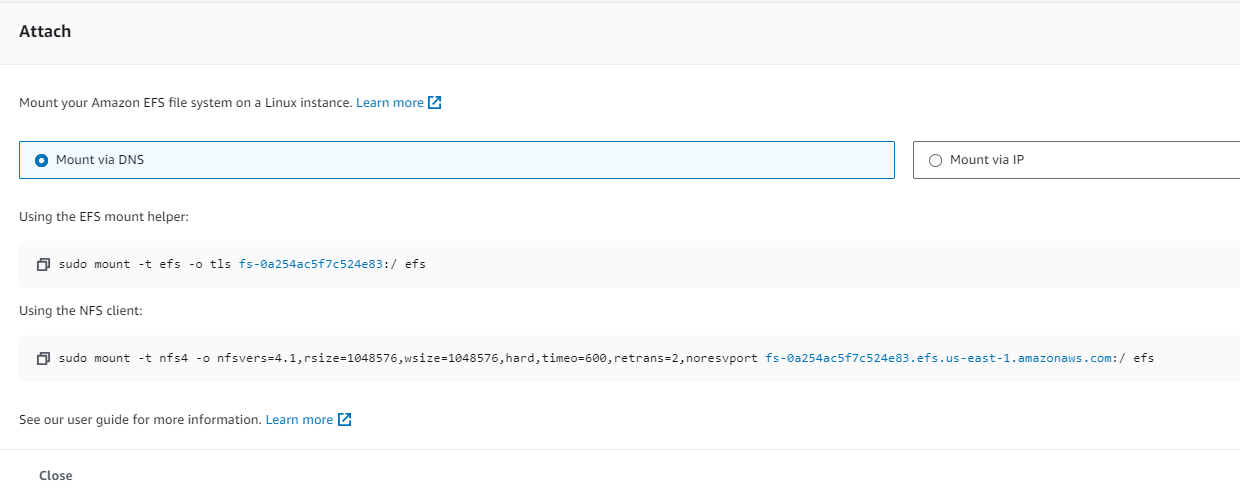 Attach
Mount your Amazon EFS file system on a Linux instance. Learn more
Mount via DNS
Mount via IP
Using the EFS mount helper:
sudo mount -t efs -o tls fs-0a254ac5f7c524e83:/ efs
Using the NFS client:
sudo mount -t nfs4 -o nfsvers=4.1,rsize=1048576,wsize=1048576,hard,timeo=600,retrans=2,noresvport fs-0a254ac5f7c524e83.efs.us-east-1.amazonaws.com:/ efs
See our user guide for more information. Learn more
Close